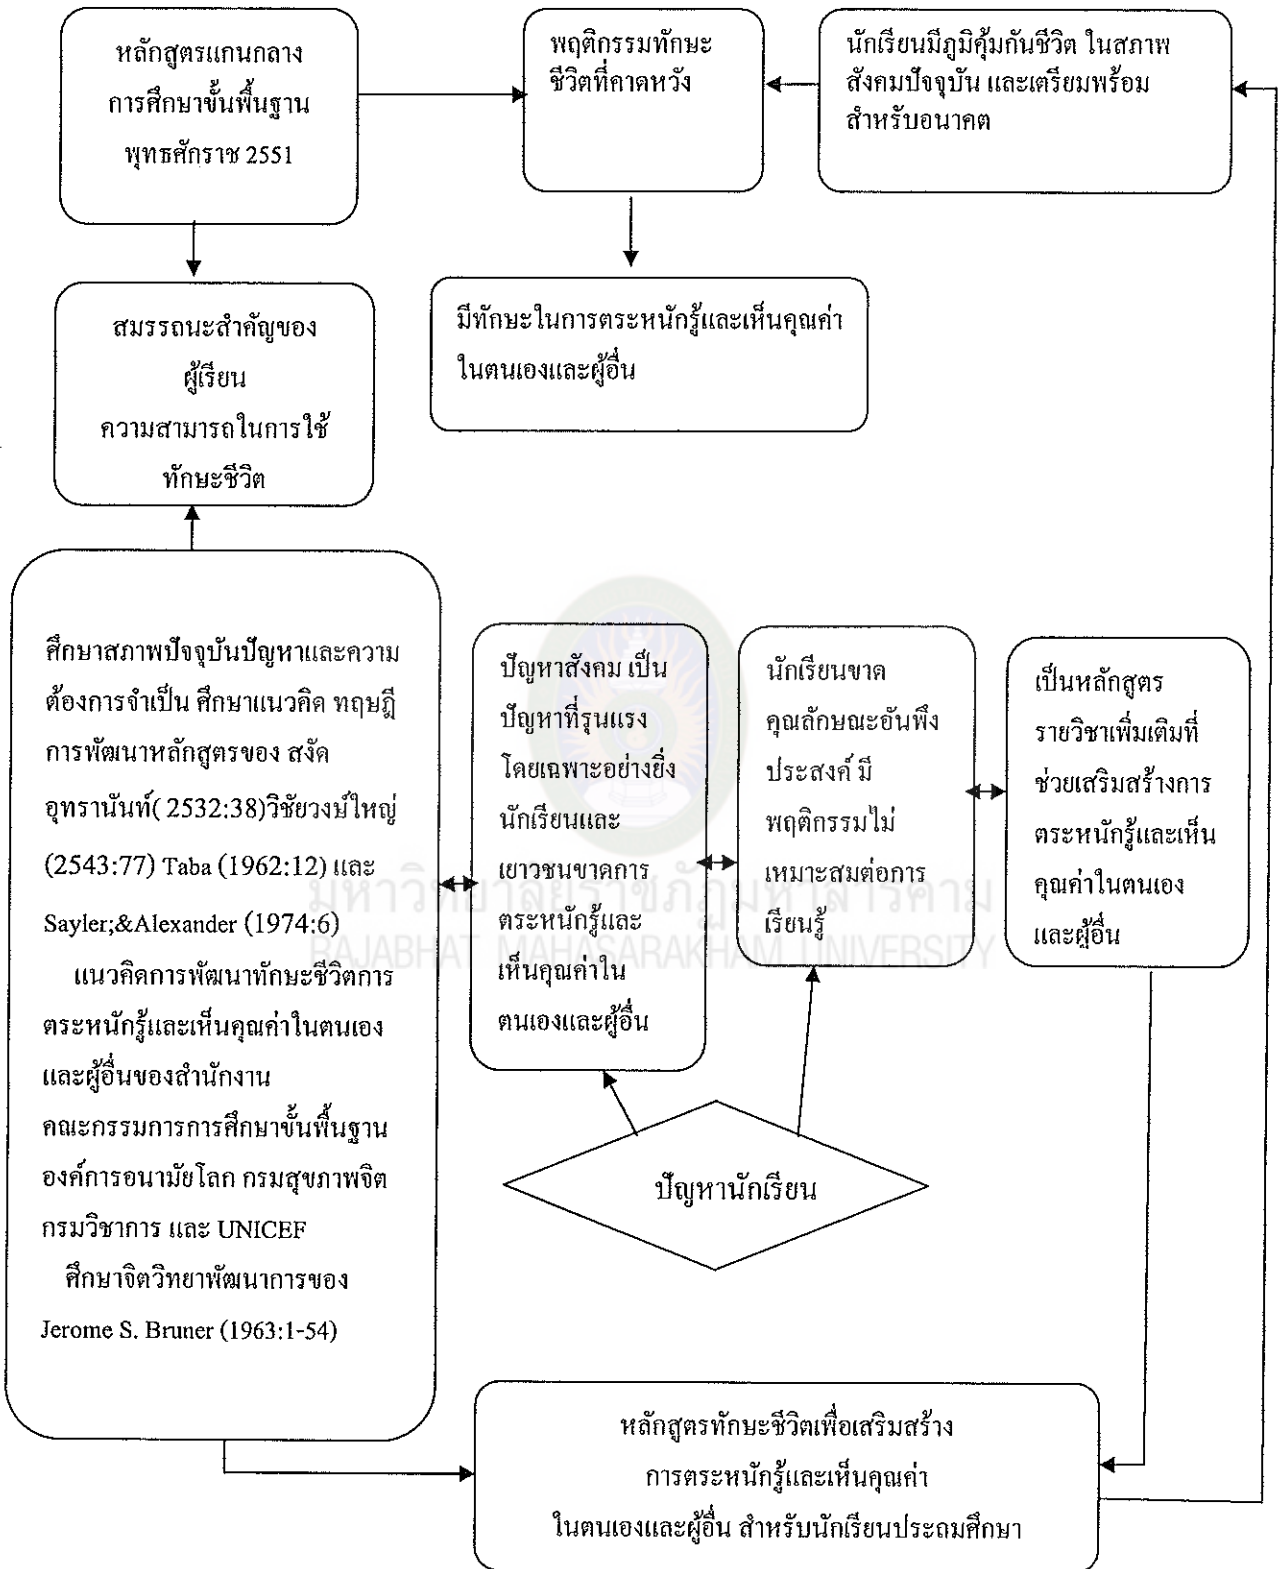 หลักสูตรแกนกลาง
การศึกษาขั้นพื้นฐาน
พุทธศักราช 2551
พฤติกรรมทักษะ
ชีวิตที่คาดหวัง
นักเรียนมีภูมิคุ้มกันชีวิต ในสภาพ
สังคมปัจจุบัน และเตรียมพร้อม
สำหรับอนาคต
สมรรถนะสำคัญของ
ผู้เรียน
ความสามารถในการใช้
ทักษะชีวิต
มีทักษะในการตระหนักรู้และเห็นคุณค่า
ในตนเองและผู้อื่น
ศึกษาสภาพปัจจุบันปัญหาและความ
ต้องการจำเป็น ศึกษาแนวคิด ทฤษฎี
การพัฒนาหลักสูตรของ สงัด
อุทรานันท์( 2532:38)วิชัยวงษ์ใหญ่
(2543:77) Taba (1962:12) และ
Sayler;&Alexander (1974:6)
แนวคิดการพัฒนาทักษะชีวิตการ
ตระหนักรู้และเห็นคุณค่าในตนเอง
และผู้อื่นของสำนักงาน
คณะกรรมการการศึกษาขั้นพื้นฐาน
องค์การอนามัยโลก กรมสุขภาพจิต
กรมวิชาการ และ UNICEF
ศึกษาจิตวิทยาพัฒนาการของ
Jerome S. Bruner (1963:1-54)
ปัญหาสังคม เป็น
ปัญหาที่รุนแรง
โดยเฉพาะอย่างยิ่ง
นักเรียนและ
เยาวชนขาดการ
ตระหนักรู้และ
เห็นคุณค่าใน
ตนเองและผู้อื่น
นักเรียนขาด
คุณลักษณะอันพึง
ประสงค์ มี
พฤติกรรมไม่
เหมาะสมต่อการ
เรียนรู้
เป็นหลักสูตร
รายวิชาเพิ่มเติมที่
ช่วยเสริมสร้างการ
ตระหนักรู้และเห็น
คุณค่าในตนเอง
และผู้อื่น
มหาวิทยาลัยราชภัฏมหาสารคาม
RAJABHAT MAHASARAKHAM UNIVERSITY
ปัญหานักเรียน
หลักสูตรทักษะชีวิตเพื่อเสริมสร้าง
การตระหนักรู้และเห็นคุณค่า
ในตนเองและผู้อื่น สำหรับนักเรียนประถมศึกษา